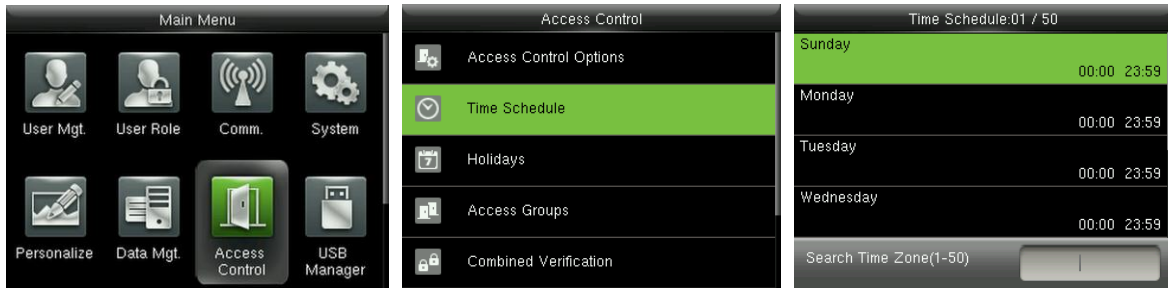 Main Menu
User Mgt.
User Role
Comm.
System
Personalize
Data Mgt.
Access
Control
USB
Manager
Access Control
Access Control Options
Time Schedule
7
Holidays
Access Groups
Combined Verification
Time Schedule:01 / 50
Sunday
00:00 23:59
Monday
00:00 23:59
Tuesday
00:00 23:59
Wednesday
00:00 23:59
Search Time Zone(1-50)